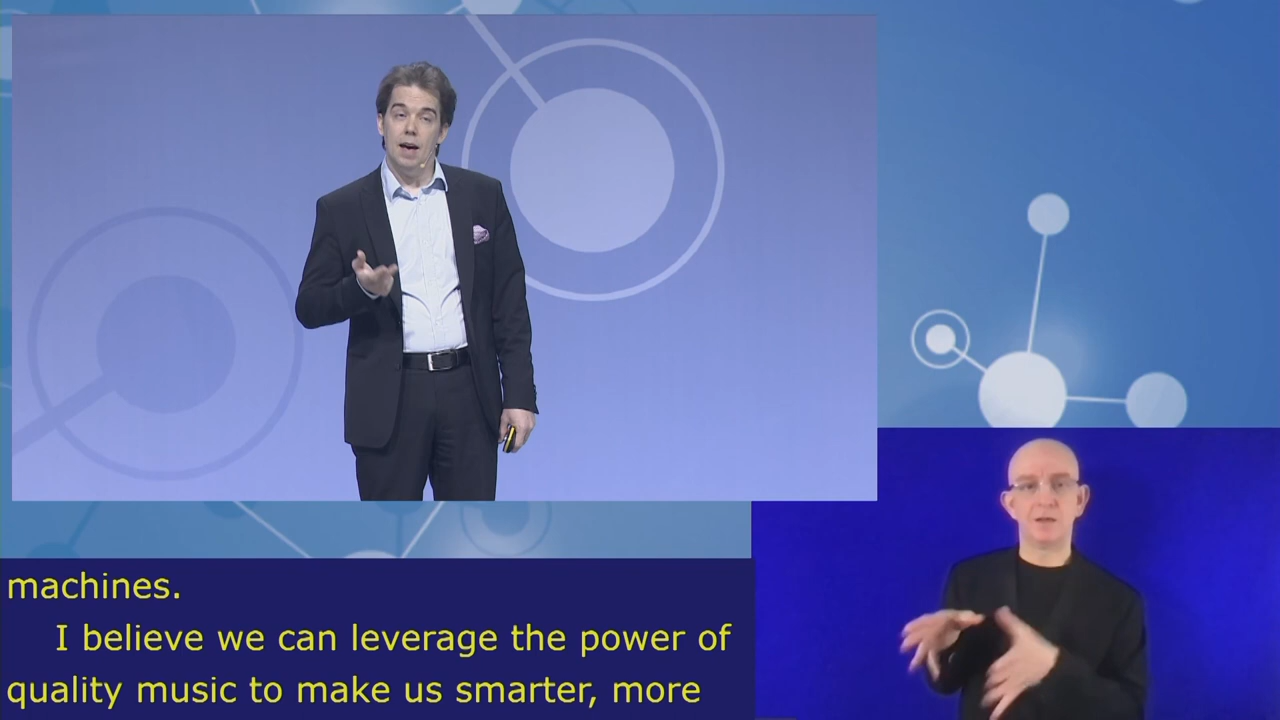 machines.
I believe we can leverage the power of
quality music to make us smarter, more